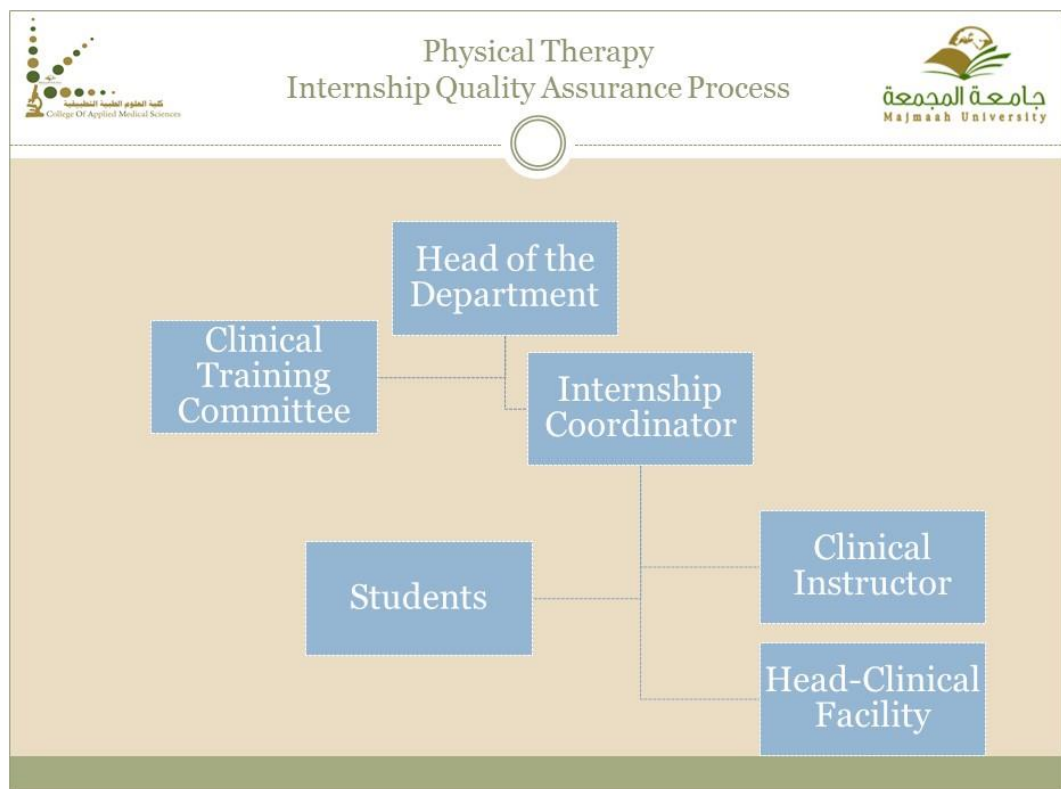 كلية العلوم الطبية التطبيقية
College Of Applied Medical Sciences
Physical Therapy
Internship Quality Assurance Process
جامعة المجمعة
Majmaah University
Head of the
Department
Clinical
Training
Committee
Internship
Coordinator
Students
Clinical
Instructor
Head-Clinical
Facility